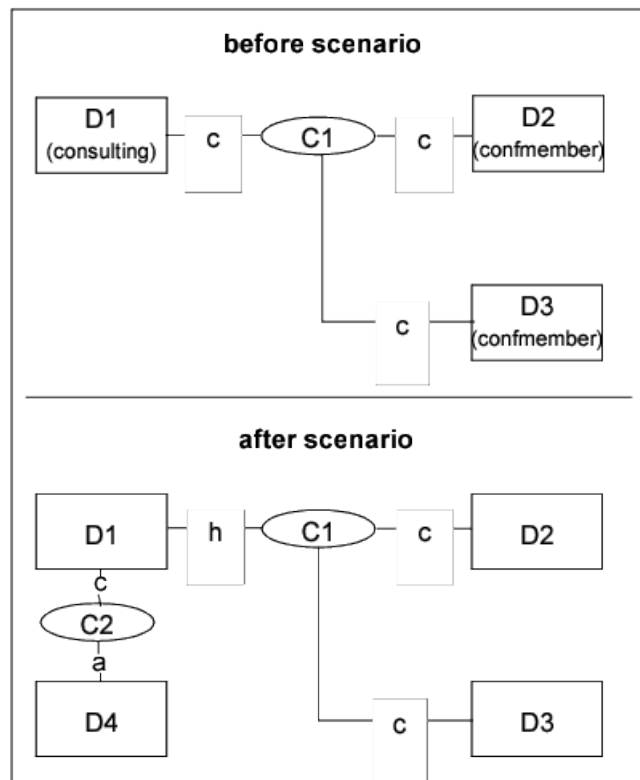 before scenario
D1
(consulting)
c
C1
c
D2
(confmember)
c
D3
(confmember)
after scenario
D1
h
C1
c
D2
c
C2
a
D4
c
D3